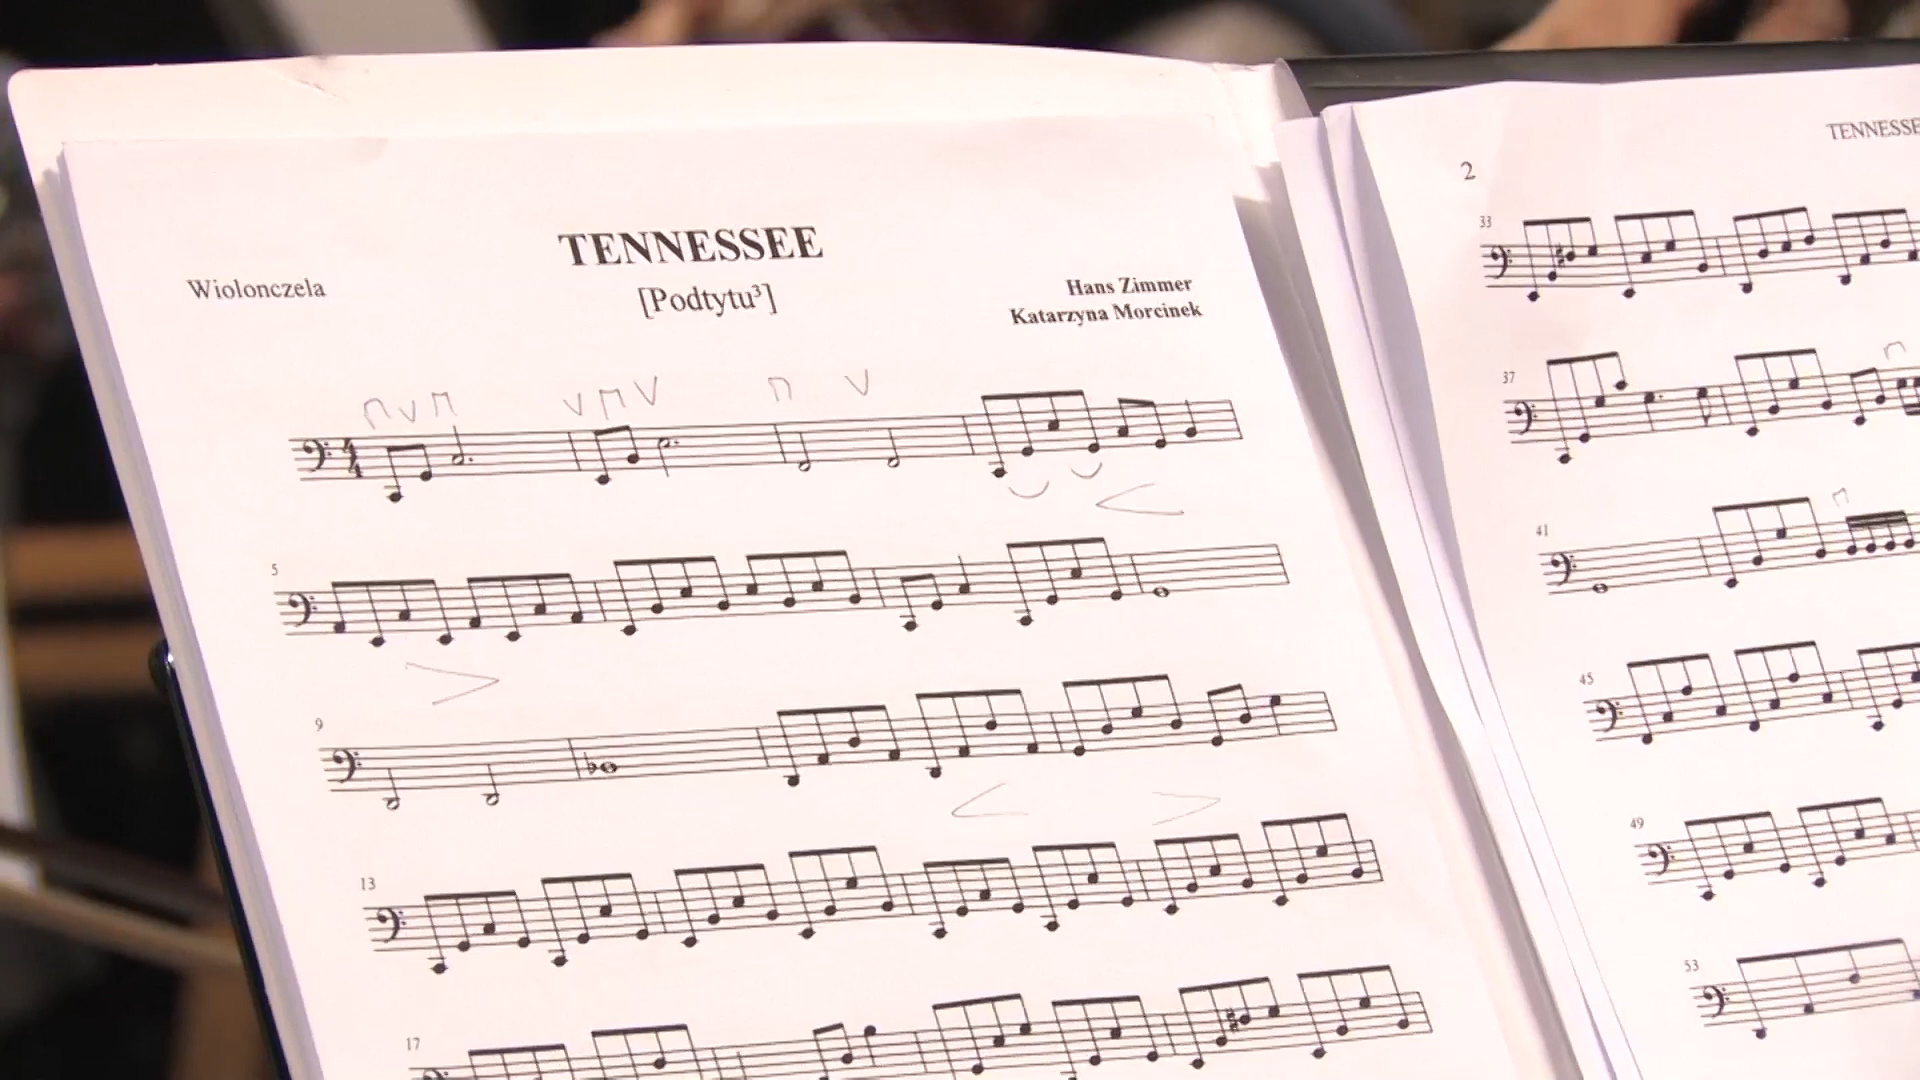 TENNESSEE
Wiolonczela
[Podtytu³]
Hans Zimmer
Katarzyna Morcinek
5
9
13
17
TENNESSE
2
33
37
41
45
49
53